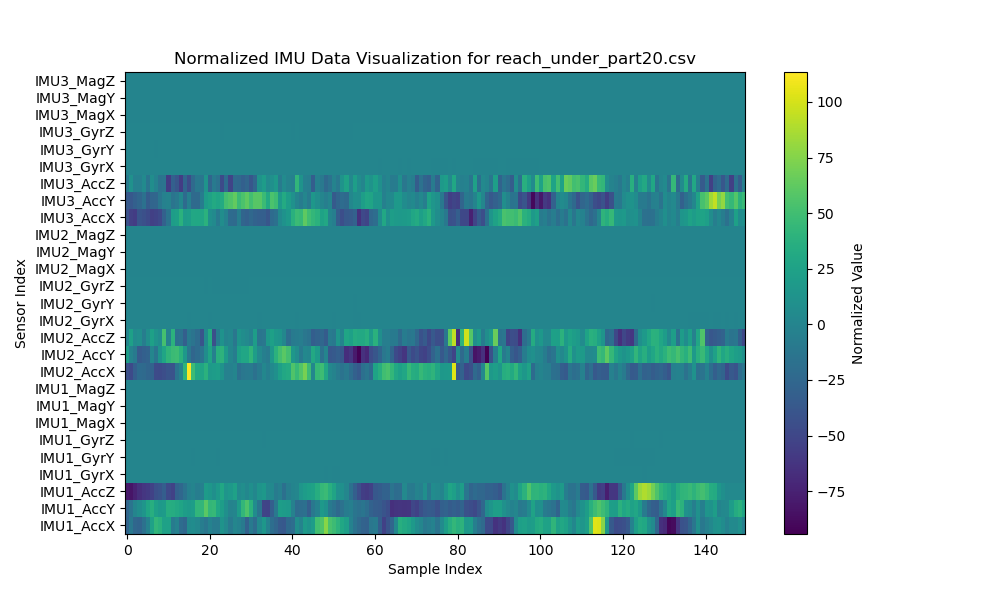 Normalized IMU Data Visualization for reach_under_part20.csv
IMU3_MagZ
IMU3_MagY
IMU3_MagX
IMU3_GyrZ
IMU3_GyrY
IMU3_GyrX
IMU3_AccZ
IMU3_AccY
IMU3_AccX
IMU2_MagZ
IMU2_MagY
IMU2_MagX
IMU2_GyrZ
IMU2_GyrY
IMU2_GyrX
IMU2_AccZ
IMU2_AccY
IMU2_AccX
IMU1_MagZ
IMU1_MagY
IMU1_MagX
IMU1_GyrZ
IMU1_GyrY
IMU1_GyrX
IMU1_AccZ
IMU1_AccY
IMU1_AccX
Sensor Index
0 20 40 60 80 100 120 140
Sample Index
100
75
50
25
0
−25
−50
−75
Normalized Value